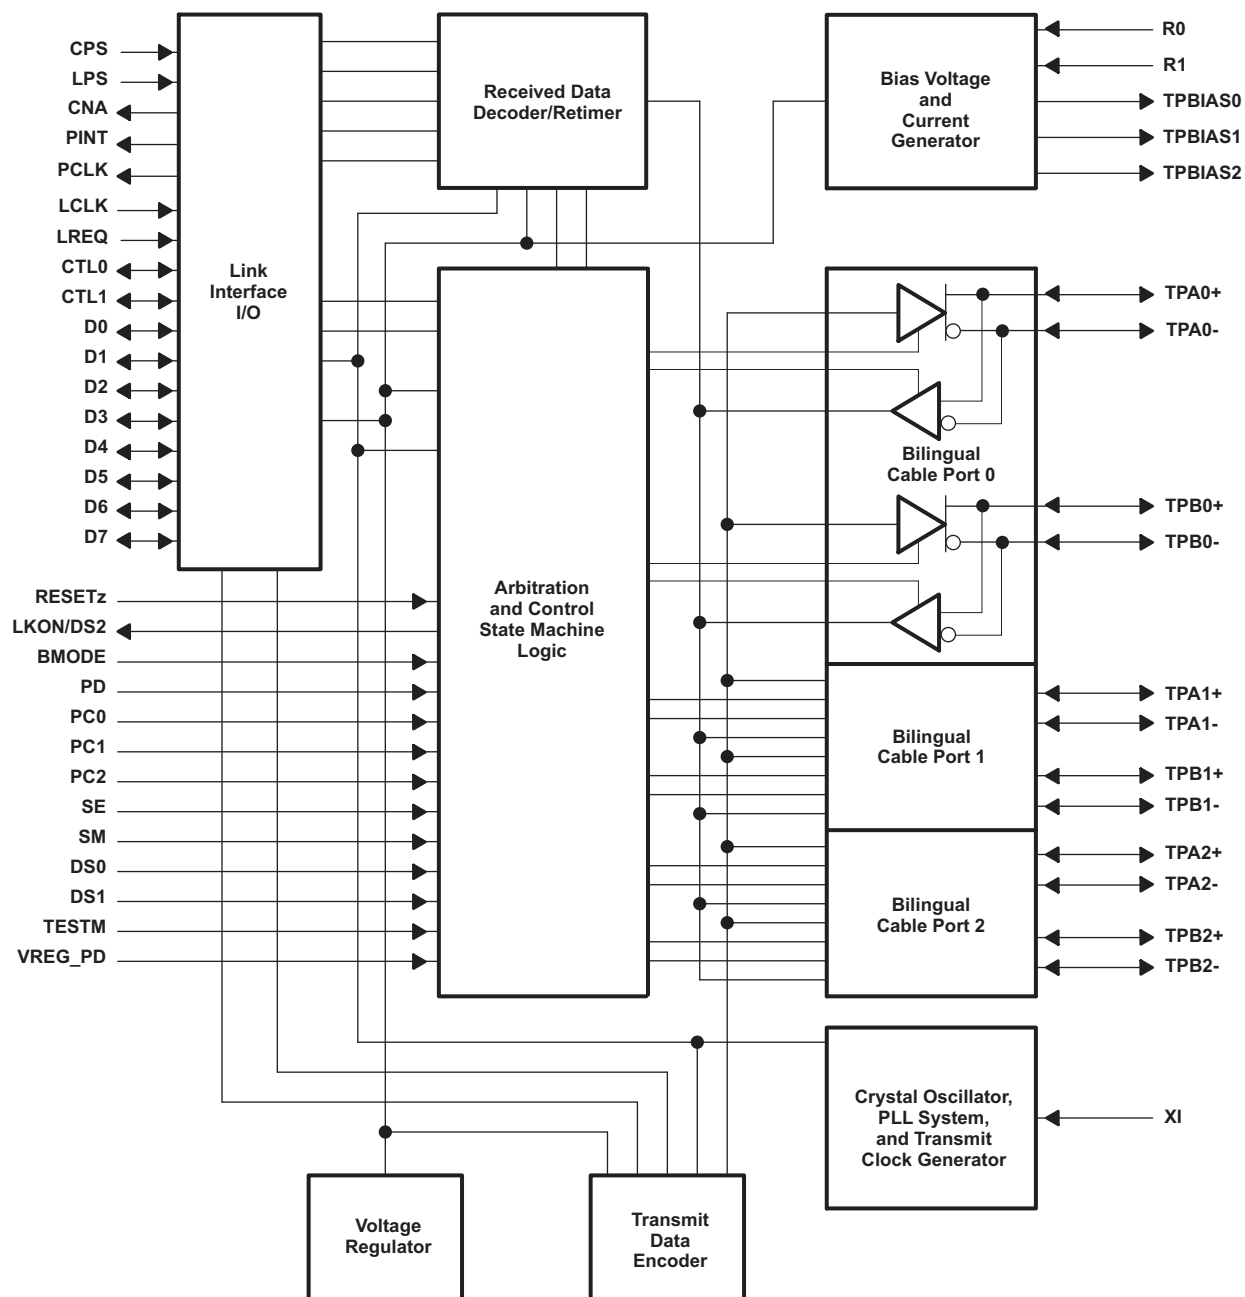 CPS
LPS
CNA
PINT
PCLK
LCLK
LREQ
CTL0
CTL1
D0
D1
D2
D3
D4
D5
D6
D7
RESETz
LKON/DS2
BMODE
PD
PC0
PC1
PC2
SE
SM
DS0
DS1
TESTM
VREG_PD
Link
Interface
I/O
Received Data
Decoder/Retimer
Arbitration
and Control
State Machine
Logic
Bias Voltage
and
Current
Generator
Bilingual
Cable Port 0
Bilingual
Cable Port 1
Bilingual
Cable Port 2
Crystal Oscillator,
PLL System,
and Transmit
Clock Generator
Voltage
Regulator
Transmit
Data
Encoder
R0
R1
TPBIAS0
TPBIAS1
TPBIAS2
TPA0+
TPA0-
TPB0+
TPB0-
TPA1+
TPA1-
TPB1+
TPB1-
TPA2+
TPA2-
TPB2+
TPB2-
XI